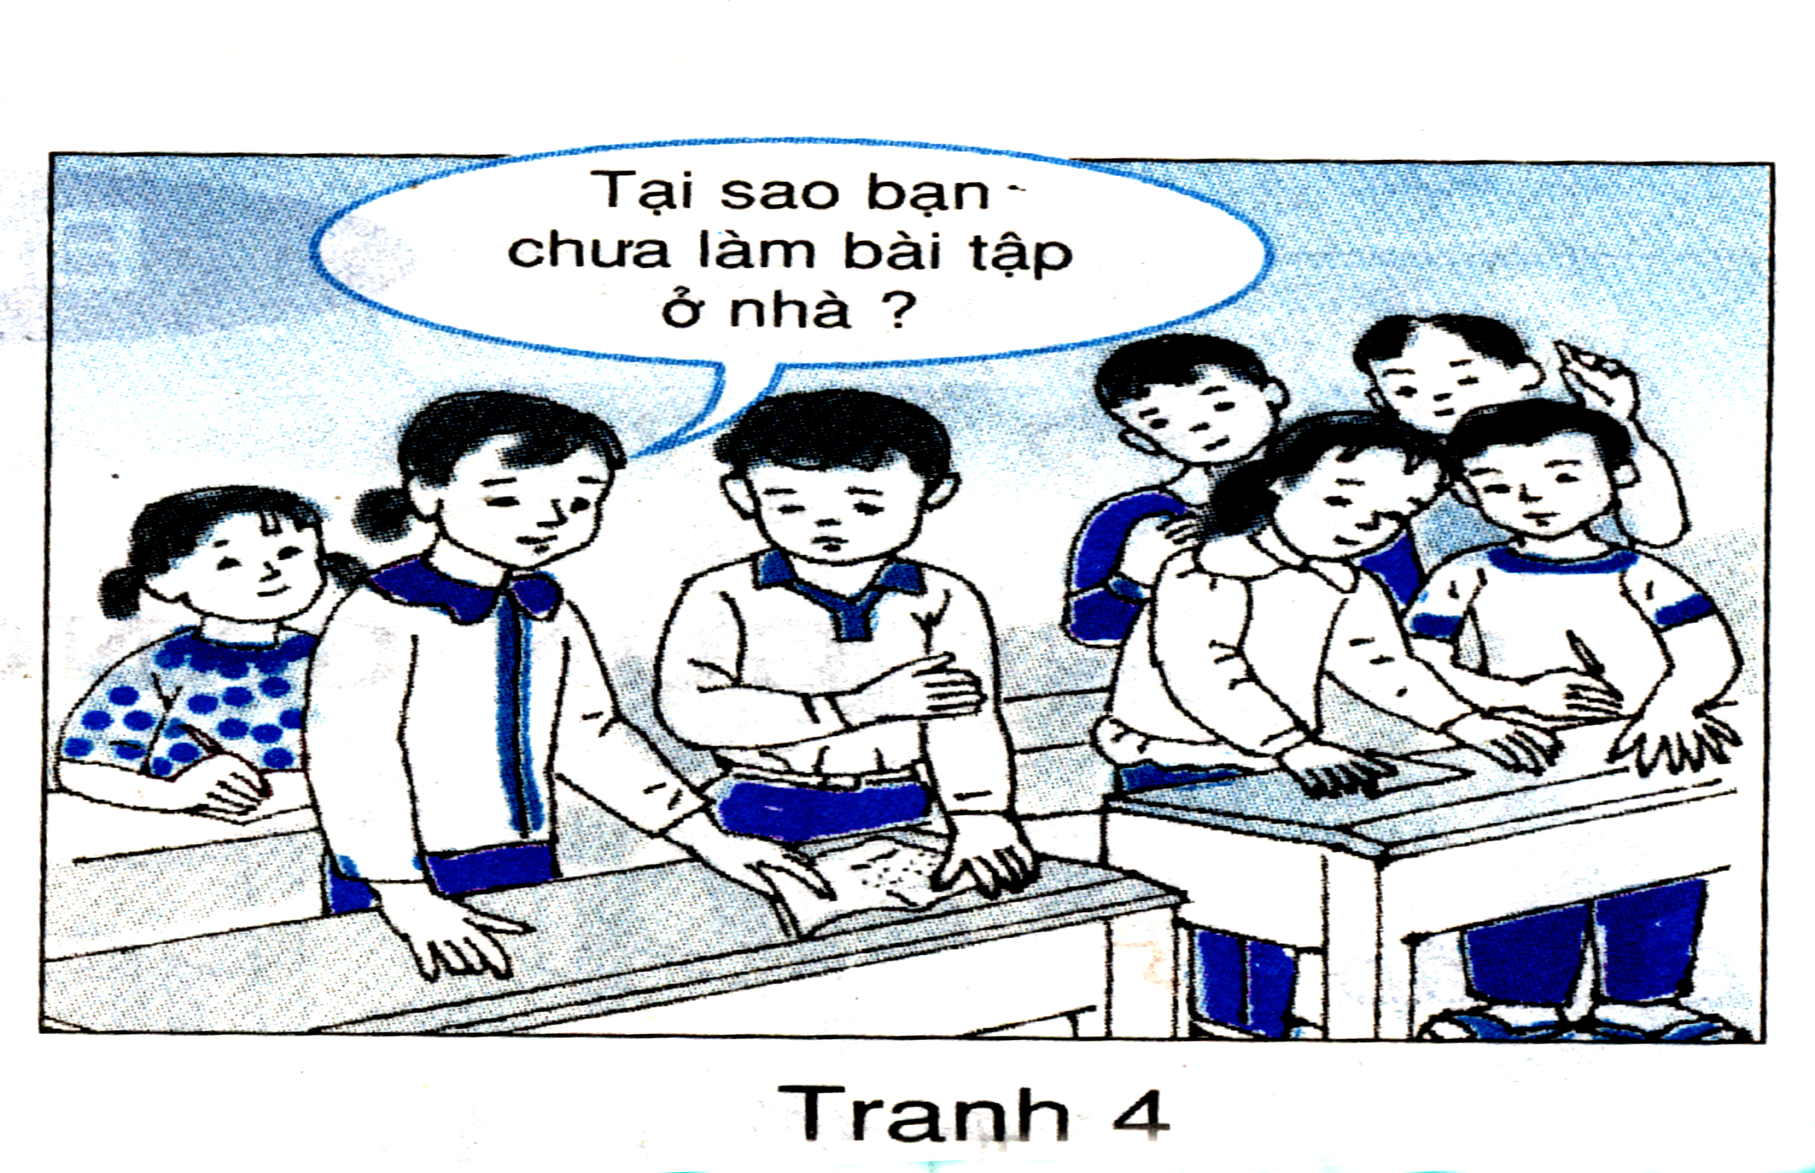 Tại sao bạn
chưa làm bài tập
ở nhà ?
Tranh 4